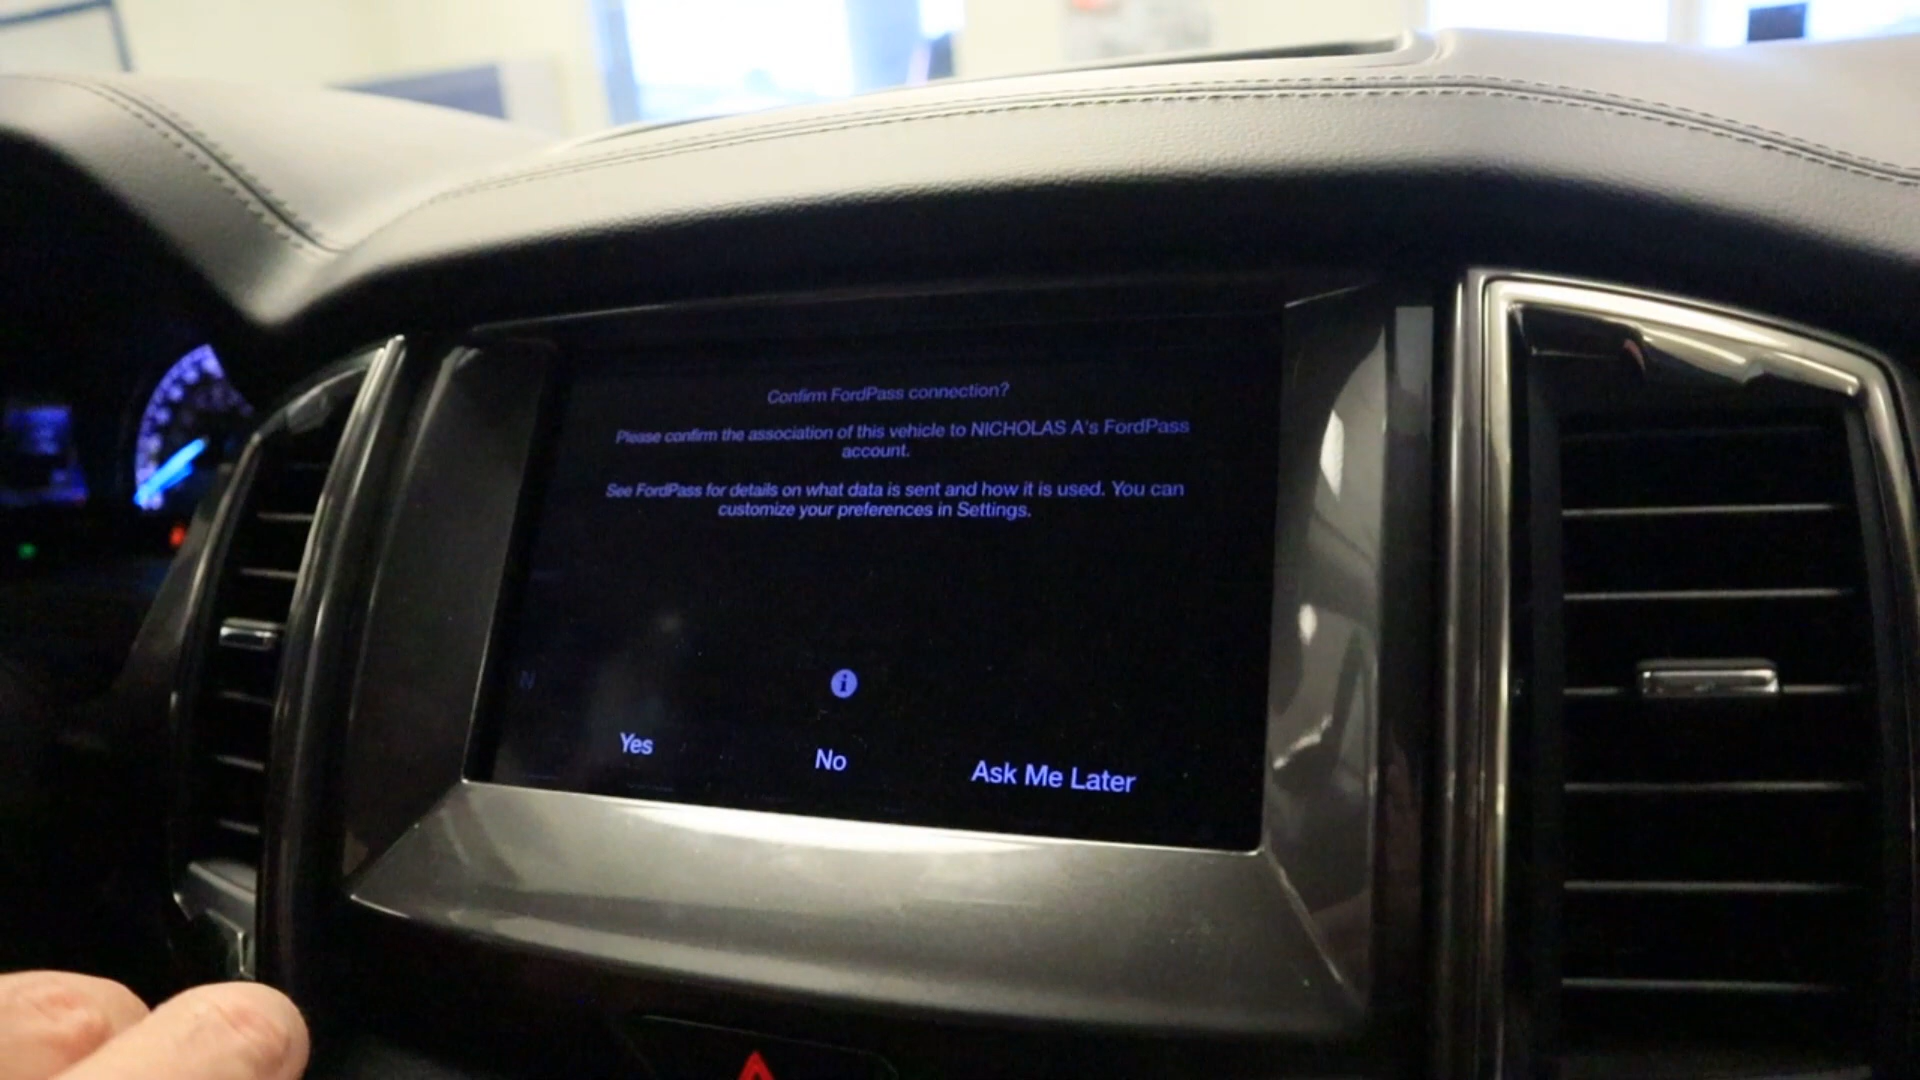 Confirm FordPass connection?
Please confirm the association of this vehicle to NICHOLAS A's FordPass
account.
See FordPass for details on what data is sent and how it is used. You can
customize your preferences in Settings.
N
Yes
No
Ask Me Later